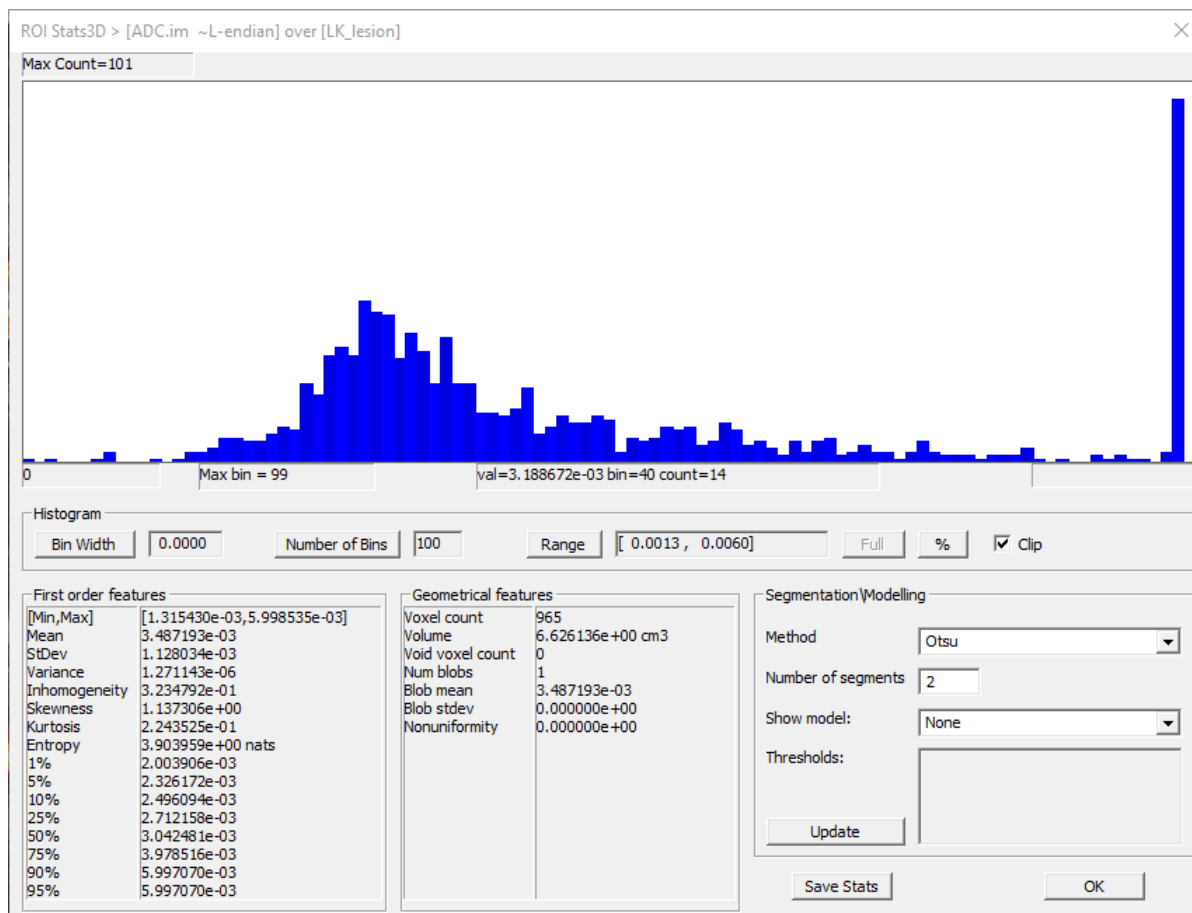 ROI Stats3D > [ADC.im ~L-endian] over [LK_lesion]
Max Count=101
0 Max bin = 99 val=3.188672e-03 bin=40 count=14
Histogram
Bin Width 0.0000 Number of Bins 100 Range [ 0.0013 , 0.0060] Full % Clip
First order features
[Min,Max] [1.315430e-03,5.998535e-03]
Mean 3.487193e-03
StDev 1.128034e-03
Variance 1.271143e-06
Inhomogeneity 3.234792e-01
Skewness 1.137306e+00
Kurtosis 2.243525e-01
Entropy 3.903959e+00 nats
1% 2.003906e-03
5% 2.326172e-03
10% 2.496094e-03
25% 2.712158e-03
50% 3.042481e-03
75% 3.978516e-03
90% 5.997070e-03
95% 5.997070e-03
Geometrical features
Voxel count 965
Volume 6.626136e+00 cm3
Void voxel count 0
Num blobs 1
Blob mean 3.487193e-03
Blob stdev 0.000000e+00
Nonuniformity 0.000000e+00
Segmentation\Modelling
Method Otsu
Number of segments 2
Show model: None
Thresholds:
Update
Save Stats OK